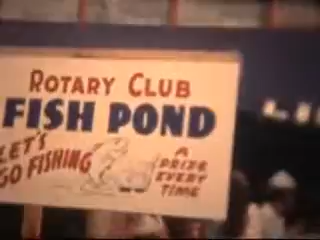 ROTARY CLUB
FISH POND
LET'S
GO FISHING
A
PRIZE
EVERY
TIME